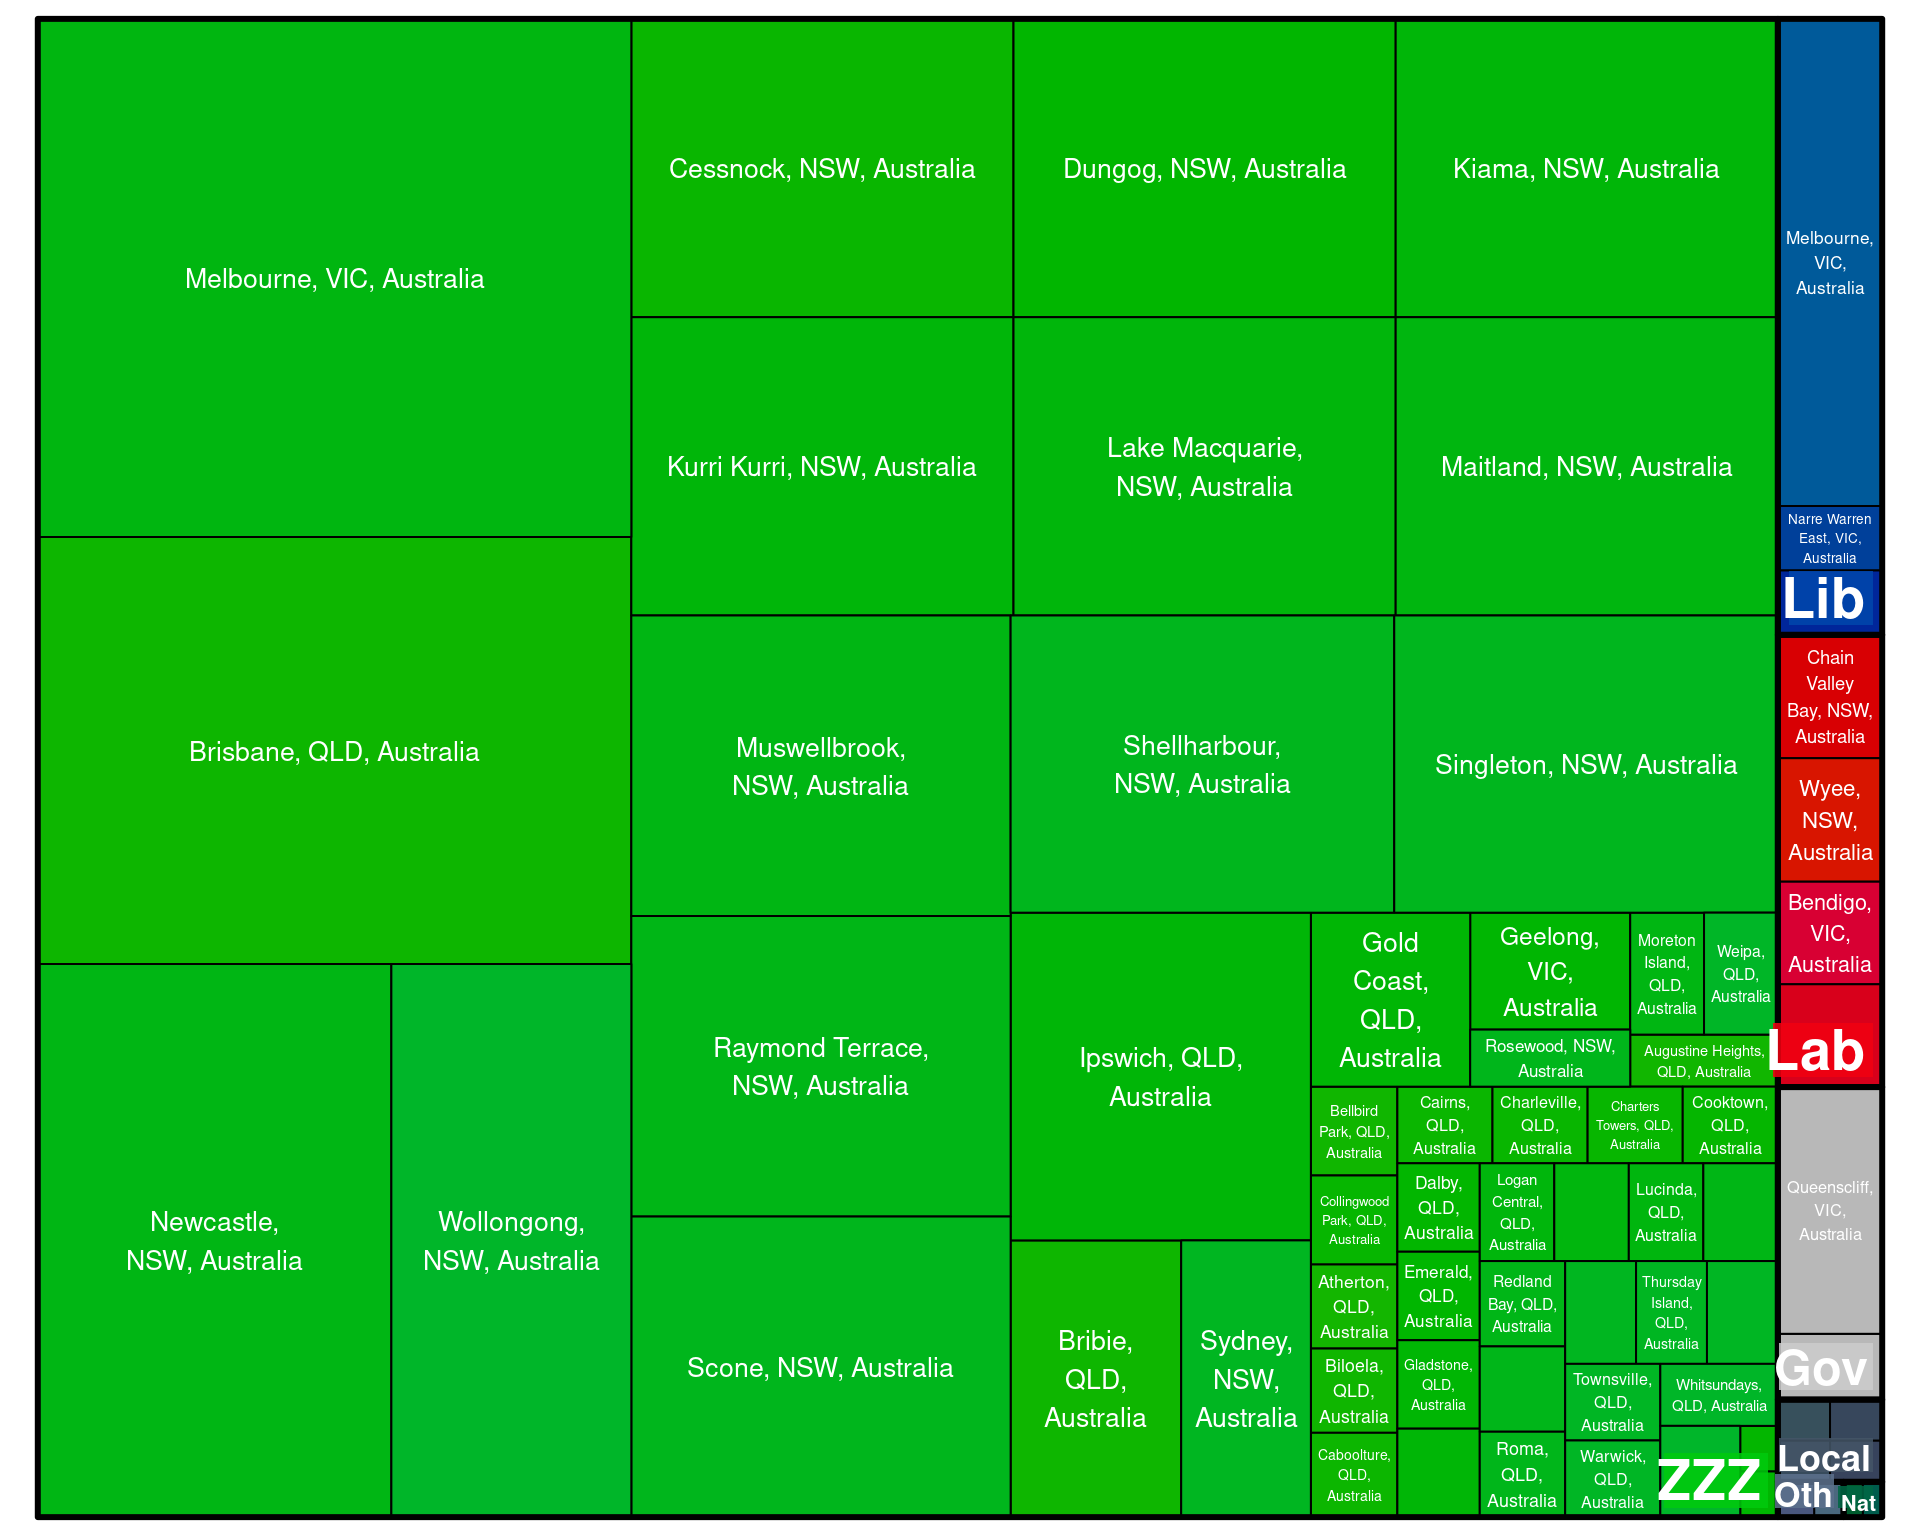 Melbourne, VIC, Australia
Brisbane, QLD, Australia
Newcastle,
NSW, Australia
Wollongong,
NSW, Australia
Cessnock, NSW, Australia
Dungog, NSW, Australia
Kiama, NSW, Australia
Kurri Kurri, NSW, Australia
Lake Macquarie,
NSW, Australia
Maitland, NSW, Australia
Muswellbrook,
NSW, Australia
Shellharbour,
NSW, Australia
Singleton, NSW, Australia
Raymond Terrace,
NSW, Australia
Scone, NSW, Australia
Ipswich, QLD,
Australia
Bribie,
QLD,
Australia
Sydney,
NSW,
Australia
Gold
Coast,
QLD,
Australia
Geelong,
VIC,
Australia
Rosewood, NSW,
Australia
Moreton
Island,
QLD,
Australia
Weipa,
QLD,
Australia
Augustine Heights,
QLD, Australia
Bellbird
Park, QLD,
Australia
Collingwood
Park, QLD,
Australia
Atherton,
QLD,
Australia
Biloela,
QLD,
Australia
Caboolture,
QLD,
Australia
Cairns,
QLD,
Australia
Charleville,
QLD,
Australia
Charters
Towers, QLD,
Australia
Cooktown,
QLD,
Australia
Dalby,
QLD,
Australia
Emerald,
QLD,
Australia
Gladstone,
QLD,
Australia
Logan
Central,
QLD,
Australia
Lucinda,
QLD,
Australia
Redland
Bay, QLD,
Australia
Thursday
Island,
QLD,
Australia
Roma,
QLD,
Australia
Townsville,
QLD,
Australia
Warwick,
QLD,
Australia
Whitsundays,
QLD, Australia
ZZZ
Melbourne,
VIC,
Australia
Narre Warren
East, VIC,
Australia
Lib
Chain
Valley
Bay, NSW,
Australia
Wyee,
NSW,
Australia
Bendigo,
VIC,
Australia
Lab
Queenscliff,
VIC,
Australia
Gov
Local
Oth
Nat